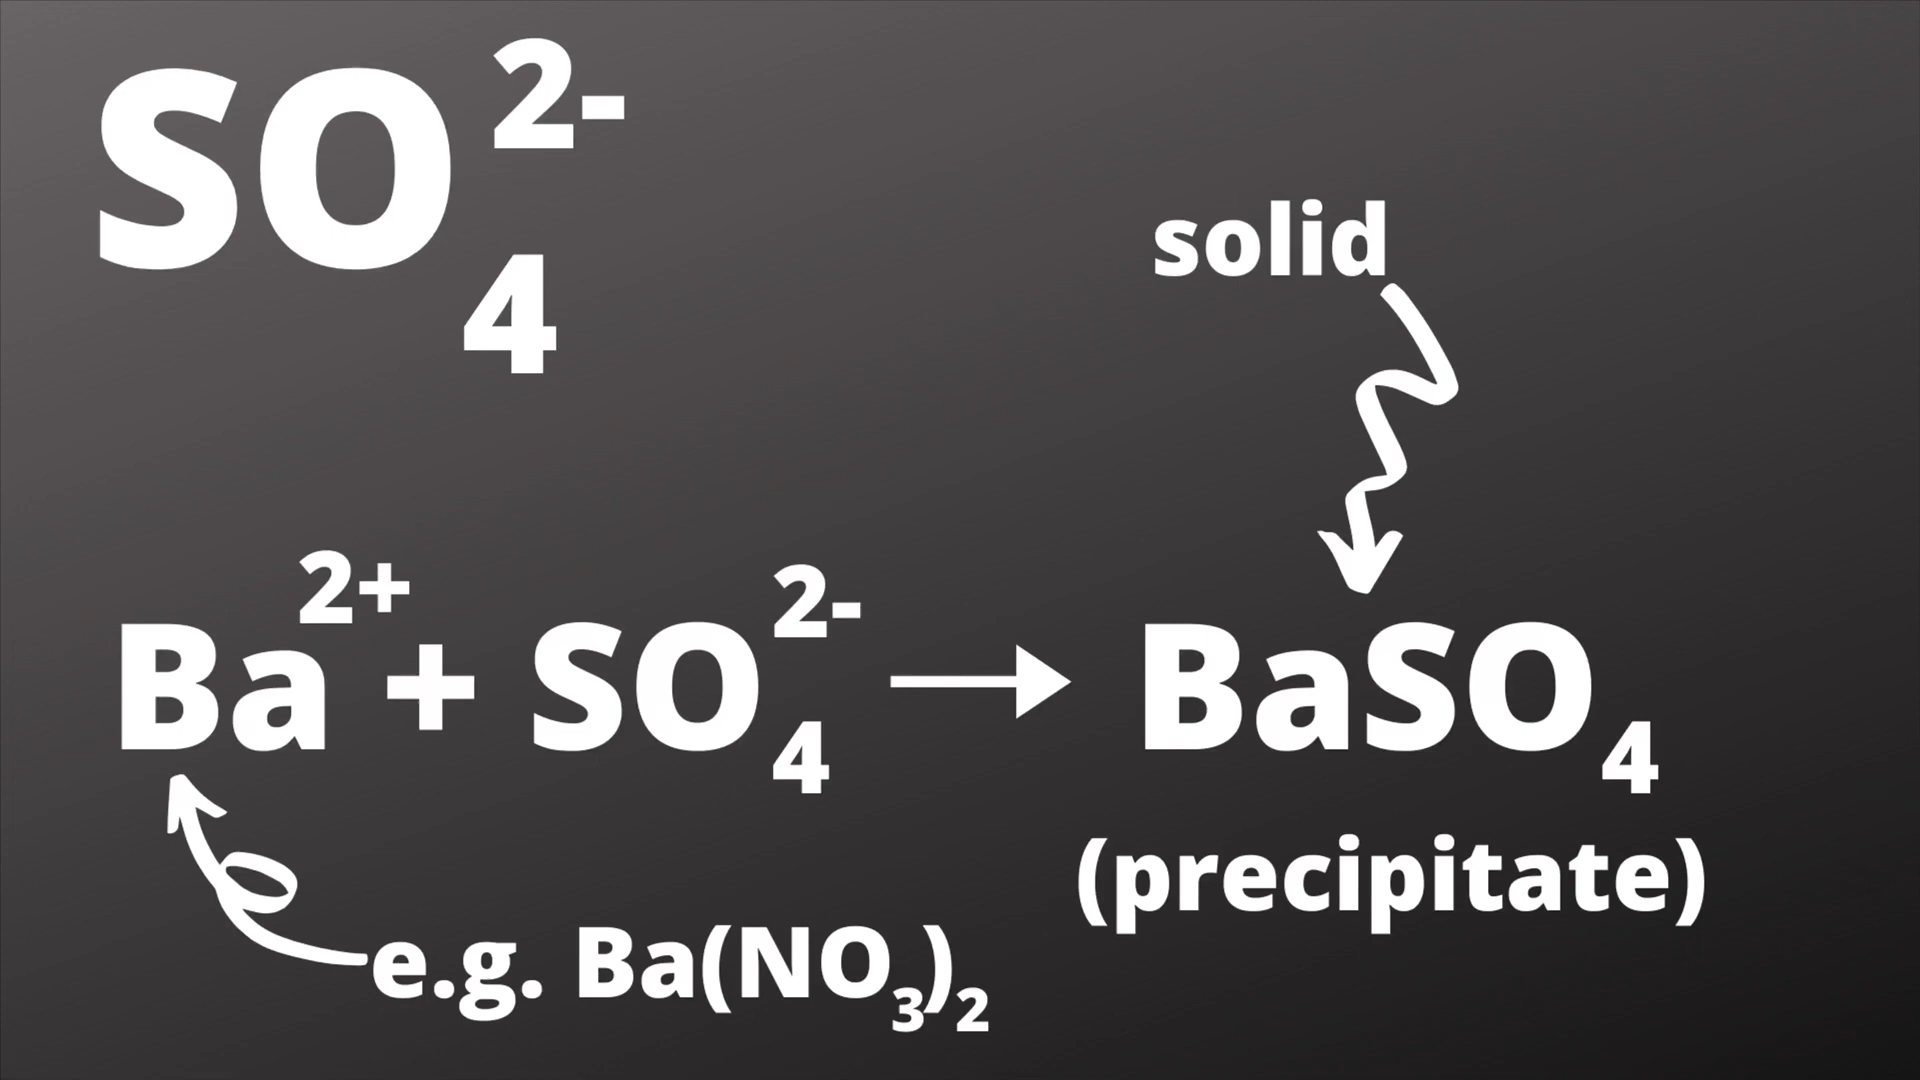 SO₄²⁻
solid
Ba²⁺ + SO₄²⁻ → BaSO₄
(precipitate)
e.g. Ba(NO₃)₂